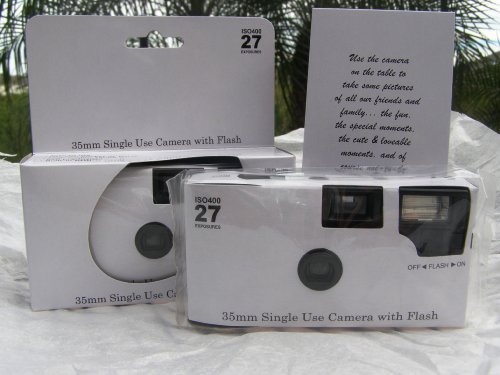 ISO400
27
EXPOSURES
35mm Single Use Camera with Flash
35mm Single Use
Use the camera
on the table to
take some pictures
of all our friends and
family... the fun,
the special moments,
the cute & loveable
moments, and of
ISO400
27
EXPOSURES
OFF ◄ FLASH ► ON
35mm Single Use Camera with Flash